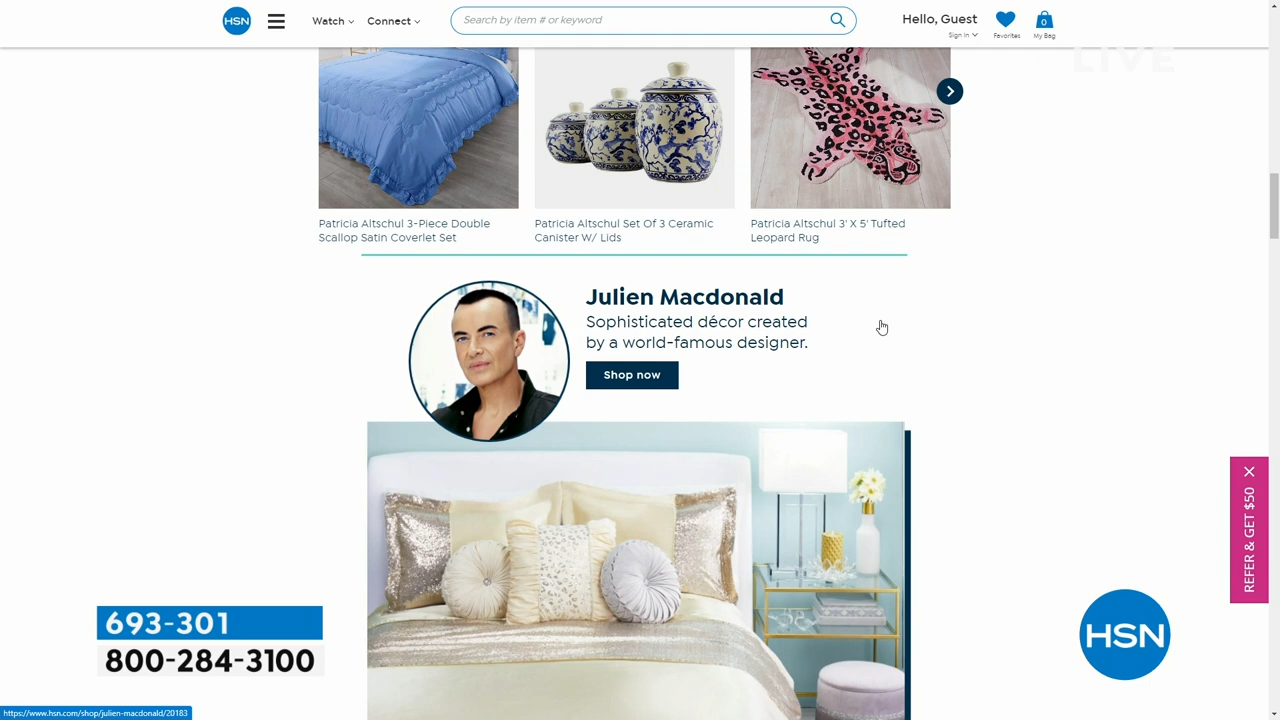 HSN
Watch
Connect
Search by item # or keyword
Hello, Guest
Sign In
Favorites
0
My Bag
LIVE
Patricia Altschul 3-Piece Double
Scallop Satin Coverlet Set
Patricia Altschul Set Of 3 Ceramic
Canister W/ Lids
Patricia Altschul 3' X 5' Tufted
Leopard Rug
Julien Macdonald
Sophisticated décor created
by a world-famous designer.
Shop now
REFER & GET $50
693-301
800-284-3100
HSN
https://www.hsn.com/shop/julien-macdonald/20183